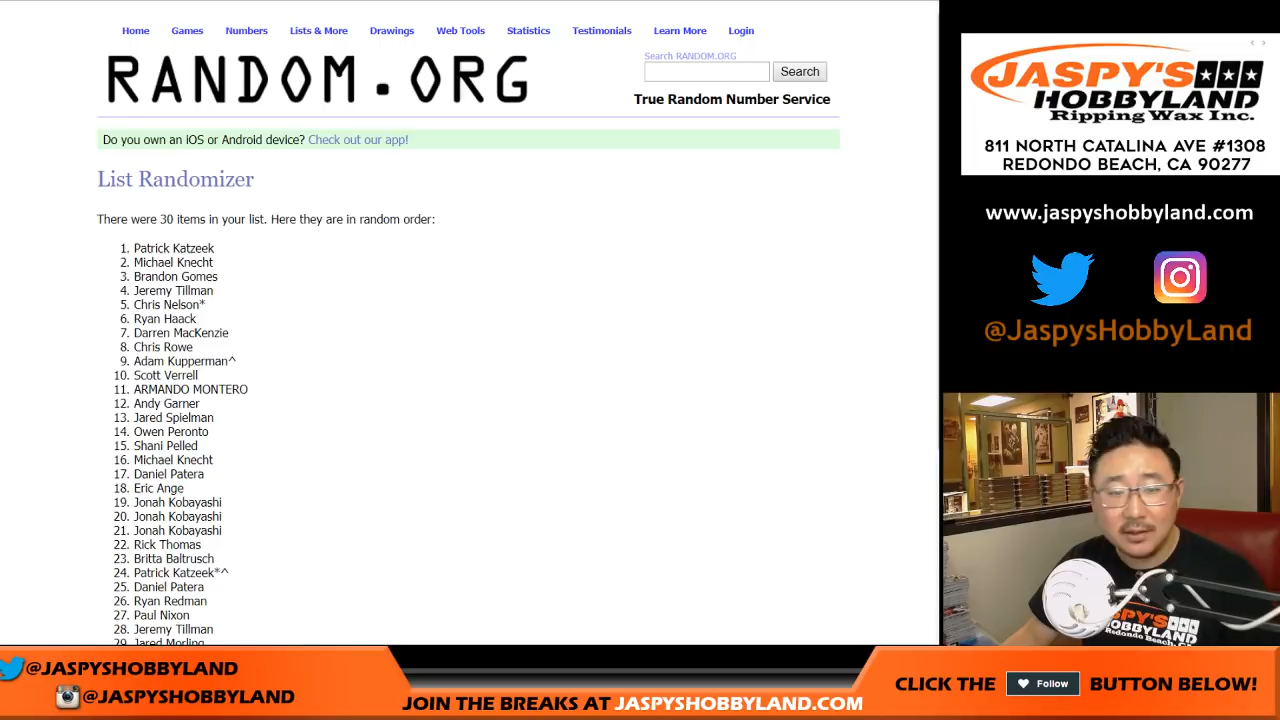 Home Games Numbers Lists & More Drawings Web Tools Statistics Testimonials Learn More Login
RANDOM.ORG
Search RANDOM.ORG
Search
True Random Number Service
Do you own an iOS or Android device? Check out our app!
List Randomizer
There were 30 items in your list. Here they are in random order:
1. Patrick Katzeek
2. Michael Knecht
3. Brandon Gomes
4. Jeremy Tillman
5. Chris Nelson*
6. Ryan Haack
7. Darren MacKenzie
8. Chris Rowe
9. Adam Kupperman^
10. Scott Verrell
11. ARMANDO MONTERO
12. Andy Garner
13. Jared Spielman
14. Owen Peronto
15. Shani Pelled
16. Michael Knecht
17. Daniel Patera
18. Eric Ange
19. Jonah Kobayashi
20. Jonah Kobayashi
21. Jonah Kobayashi
22. Rick Thomas
23. Britta Baltrusch
24. Patrick Katzeek*^
25. Daniel Patera
26. Ryan Redman
27. Paul Nixon
28. Jeremy Tillman
29. Jared Morling
JASPY'S
HOBBYLAND
Ripping Wax Inc.
811 NORTH CATALINA AVE #1308
REDONDO BEACH, CA 90277
www.jaspyshobbyland.com
@JaspysHobbyLand
JASPY'S
HOBBYLAND
Redondo Beach, CA
@JASPYSHOBBYLAND
@JASPYSHOBBYLAND
JOIN THE BREAKS AT JASPYSHOBBYLAND.COM
CLICK THE Follow BUTTON BELOW!